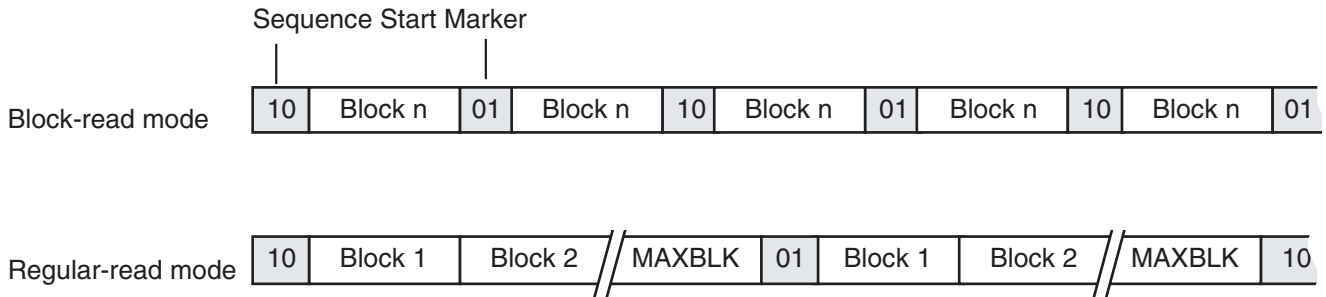 Sequence Start Marker
Block-read mode 10 Block n 01 Block n 10 Block n 01 Block n 10 Block n 01
Regular-read mode 10 Block 1 Block 2 MAXBLK 01 Block 1 Block 2 MAXBLK 10